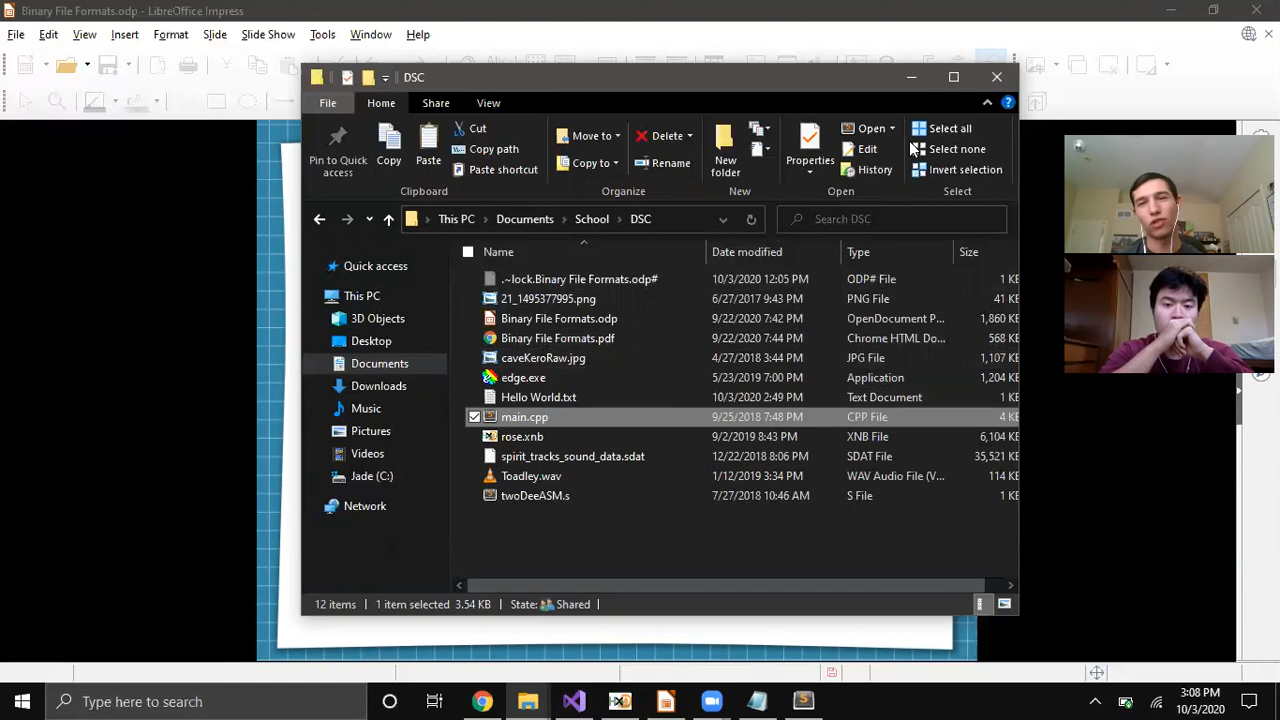 Binary File Formats.odp - LibreOffice Impress
File Edit View Insert Format Slide Slide Show Tools Window Help
DSC
File Home Share View
Pin to Quick access
Copy
Paste
Cut
Copy path
Paste shortcut
Clipboard
Move to
Copy to
Delete
Rename
Organize
New folder
New
Properties
Open
Edit
History
Open
Select all
Select none
Invert selection
Select
This PC > Documents > School > DSC
Search DSC
Quick access
This PC
3D Objects
Desktop
Documents
Downloads
Music
Pictures
Videos
Jade (C:)
Network
Name Date modified Type Size
.~lock.Binary File Formats.odp# 10/3/2020 12:05 PM ODP# File 1 KB
21_1495377995.png 6/27/2017 9:43 PM PNG File 41 KB
Binary File Formats.odp 9/22/2020 7:42 PM OpenDocument P... 1,860 KB
Binary File Formats.pdf 9/22/2020 7:44 PM Chrome HTML Do... 568 KB
caveKeroRaw.jpg 4/27/2018 3:44 PM JPG File 1,107 KB
edge.exe 5/23/2019 7:00 PM Application 1,204 KB
Hello World.txt 10/3/2020 2:49 PM Text Document 1 KB
main.cpp 9/25/2018 7:48 PM CPP File 4 KB
rose.xnb 9/2/2019 8:43 PM XNB File 6,104 KB
spirit_tracks_sound_data.sdat 12/22/2018 8:06 PM SDAT File 35,521 KB
Toadley.wav 1/12/2019 3:34 PM WAV Audio File (V... 114 KB
twoDeeASM.s 7/27/2018 10:46 AM S File 1 KB
12 items 1 item selected 3.54 KB State: Shared
Type here to search
3:08 PM
10/3/2020